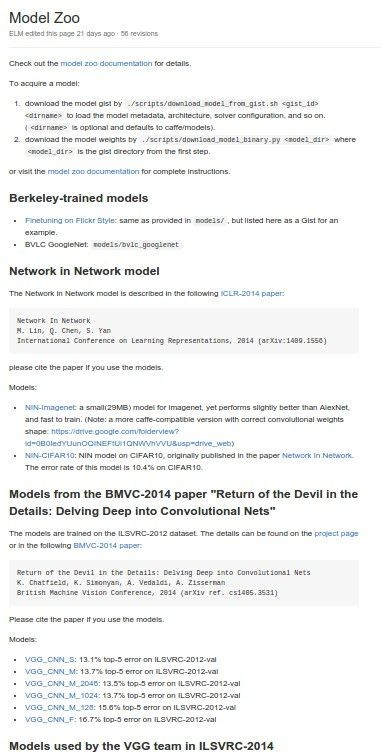 Model Zoo
ELM edited this page 21 days ago · 56 revisions
Check out the model zoo documentation for details.
To acquire a model:
1. download the model gist by ./scripts/download_model_from_gist.sh <gist_id>
<dirname> to load the model metadata, architecture, solver configuration, and so on.
( <dirname> is optional and defaults to caffe/models).
2. download the model weights by ./scripts/download_model_binary.py <model_dir> where
<model_dir> is the gist directory from the first step.
or visit the model zoo documentation for complete instructions.
Berkeley-trained models
• Finetuning on Flickr Style: same as provided in models/ , but listed here as a Gist for an
example.
• BVLC GoogleNet: models/bvlc_googlenet
Network in Network model
The Network in Network model is described in the following ICLR-2014 paper:
Network In Network
M. Lin, Q. Chen, S. Yan
International Conference on Learning Representations, 2014 (arXiv:1409.1556)
please cite the paper if you use the models.
Models:
• NIN-Imagenet: a small(29MB) model for Imagenet, yet performs slightly better than AlexNet,
and fast to train. (Note: a more caffe-compatible version with correct convolutional weights
shape: https://drive.google.com/folderview?
usp=drive_web)
• NIN-CIFAR10: NIN model on CIFAR10, originally published in the paper Network In Network.
The error rate of this model is 10.4% on CIFAR10.
Models from the BMVC-2014 paper "Return of the Devil in the
Details: Delving Deep into Convolutional Nets"
The models are trained on the ILSVRC-2012 dataset. The details can be found on the project page
or in the following BMVC-2014 paper:
Return of the Devil in the Details: Delving Deep into Convolutional Nets
K. Chatfield, K. Simonyan, A. Vedaldi, A. Zisserman
British Machine Vision Conference, 2014 (arXiv ref. cs1405.3531)
Please cite the paper if you use the models.
Models:
• VGG_CNN_S: 13.1% top-5 error on ILSVRC-2012-val
• VGG_CNN_M: 13.7% top-5 error on ILSVRC-2012-val
• VGG_CNN_M_2048: 13.5% top-5 error on ILSVRC-2012-val
• VGG_CNN_M_1024: 13.7% top-5 error on ILSVRC-2012-val
• VGG_CNN_M_128: 15.6% top-5 error on ILSVRC-2012-val
• VGG_CNN_F: 16.7% top-5 error on ILSVRC-2012-val
Models used by the VGG team in ILSVRC-2014